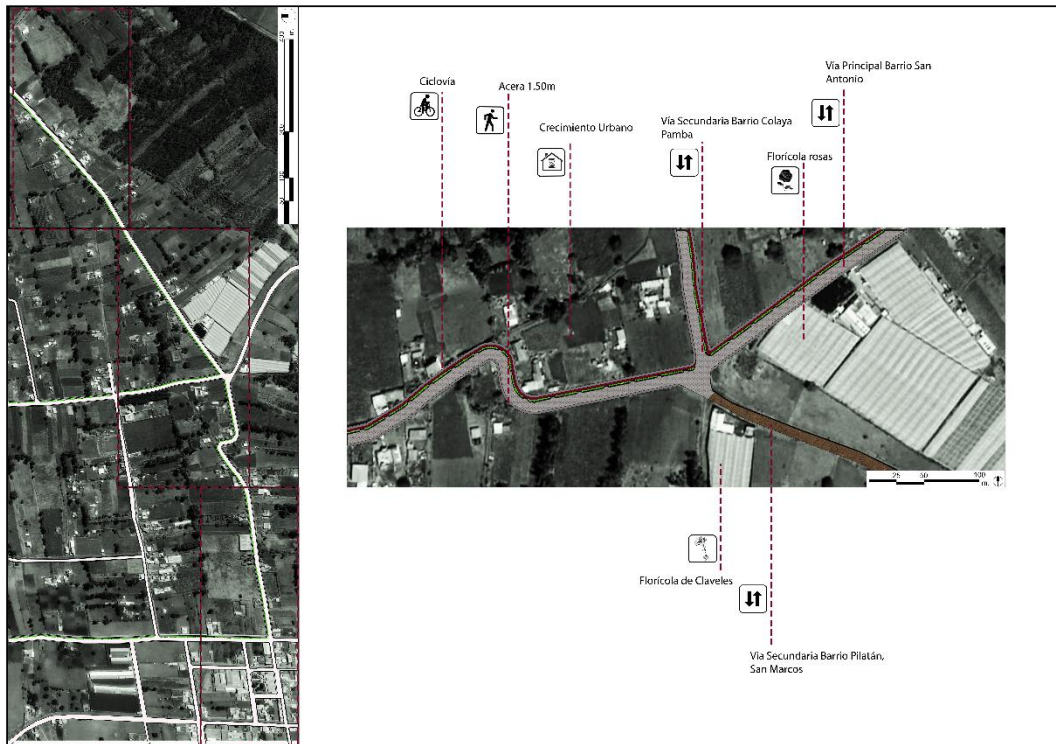 Ciclovía
Acera 1.50m
Crecimiento Urbano
Vía Secundaria Barrio Colaya
Pamba
Florícola rosas
Vía Principal Barrio San
Antonio
25 50 100
m.
Florícola de Claveles
Via Secundaria Barrio Pilatán,
San Marcos